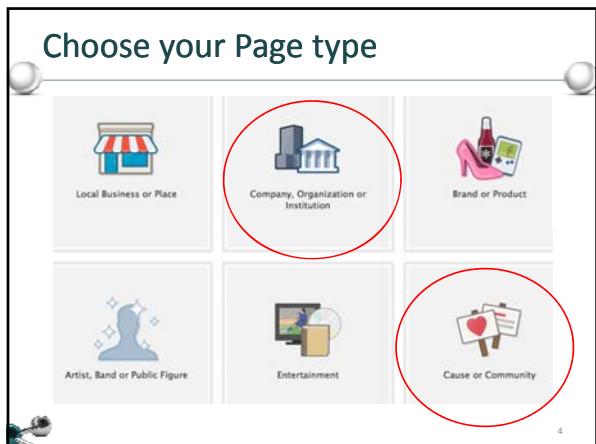 Choose your Page type
Local Business or Place
Company, Organization or
Institution
Brand or Product
Artist, Band or Public Figure
Entertainment
Cause or Community
4